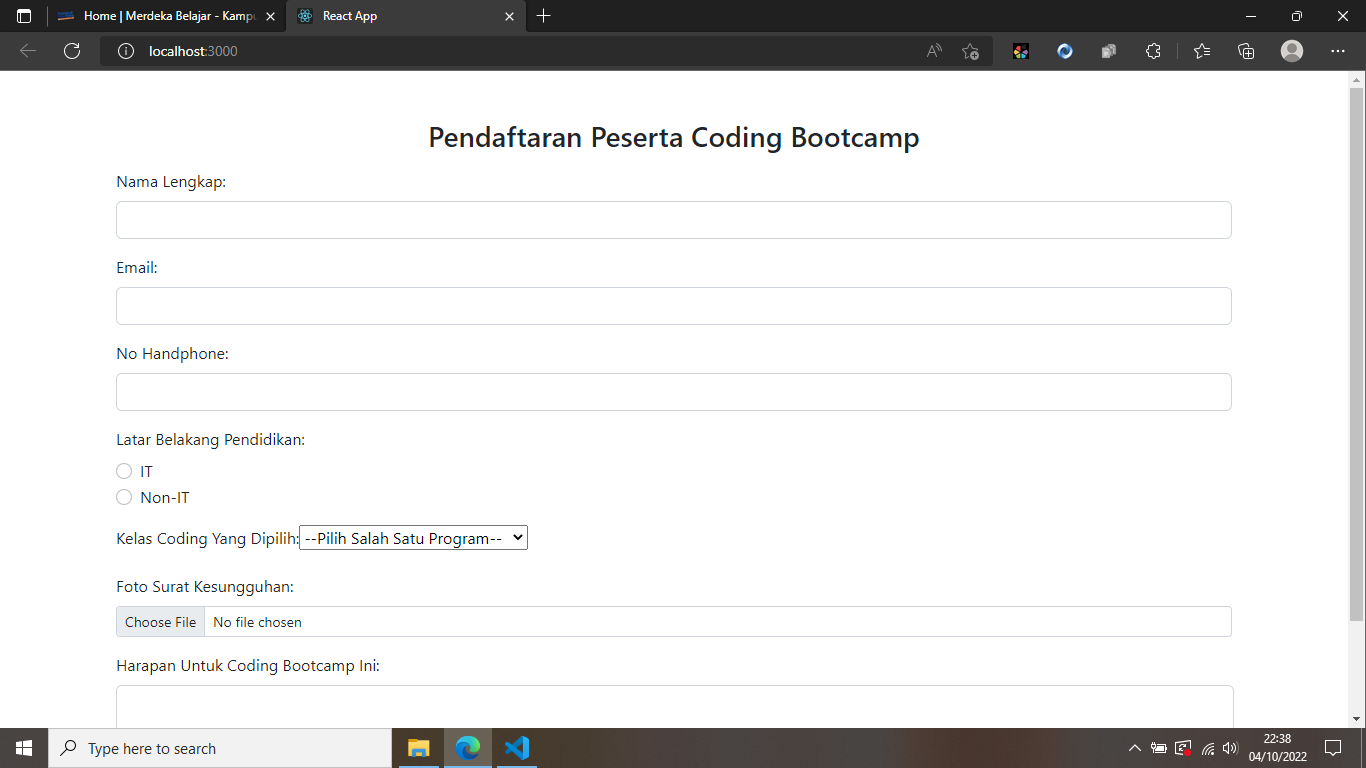 Home | Merdeka Belajar - Kampu
React App
localhost:3000
Pendaftaran Peserta Coding Bootcamp
Nama Lengkap:
Email:
No Handphone:
Latar Belakang Pendidikan:
IT
Non-IT
Kelas Coding Yang Dipilih: --Pilih Salah Satu Program--
Foto Surat Kesungguhan:
Choose File No file chosen
Harapan Untuk Coding Bootcamp Ini:
Type here to search
22:38
04/10/2022